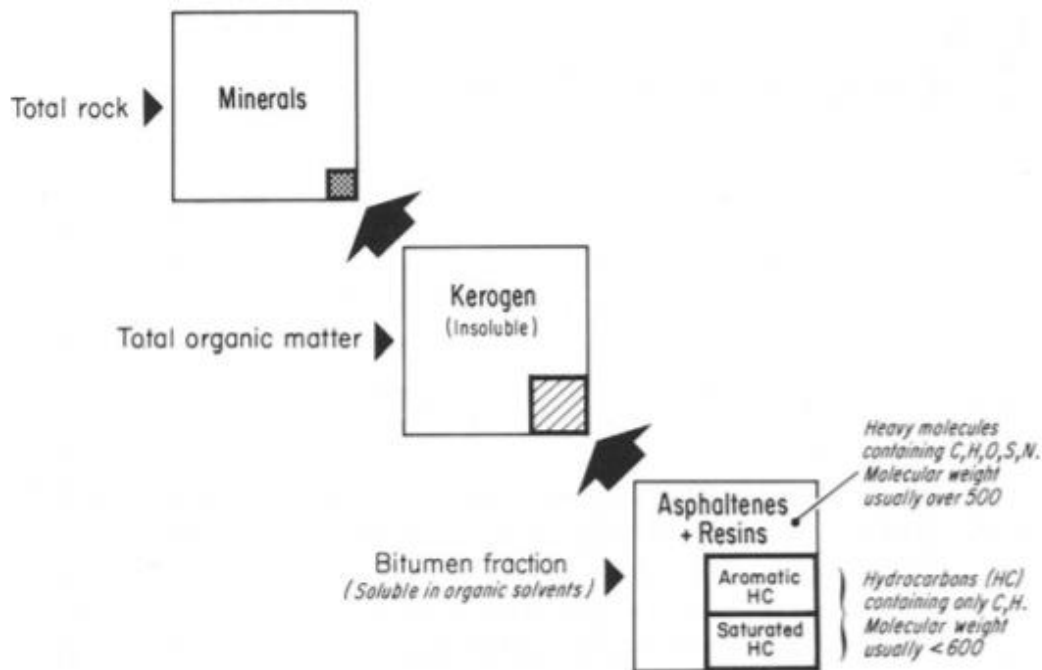 Total rock
Minerals
Total organic matter
Kerogen
(Insoluble)
Bitumen fraction
(Soluble in organic solvents)
Asphaltenes
+ Resins
Aromatic
HC
Saturated
HC
Heavy molecules
containing C,H,O,S,N.
Molecular weight
usually over 500
Hydrocarbons (HC)
containing only C,H.
Molecular weight
usually <600